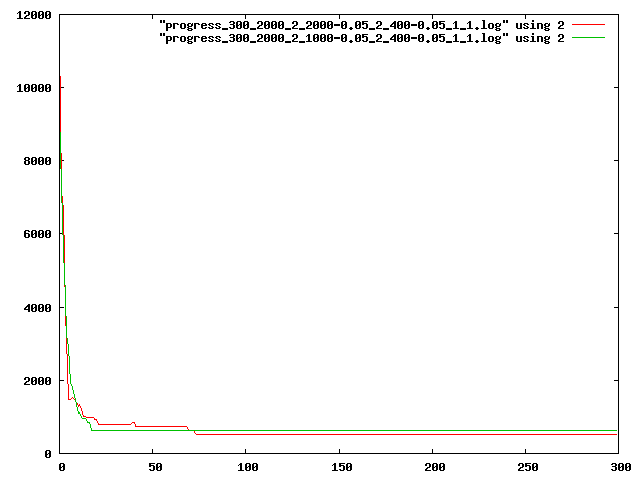 12000
"progress_300_2000_2_2000-0.05_2_400-0.05_1_1.log" using 2
"progress_300_2000_2_1000-0.05_2_400-0.05_1_1.log" using 2
10000
8000
6000
4000
2000
0
0 50 100 150 200 250 300